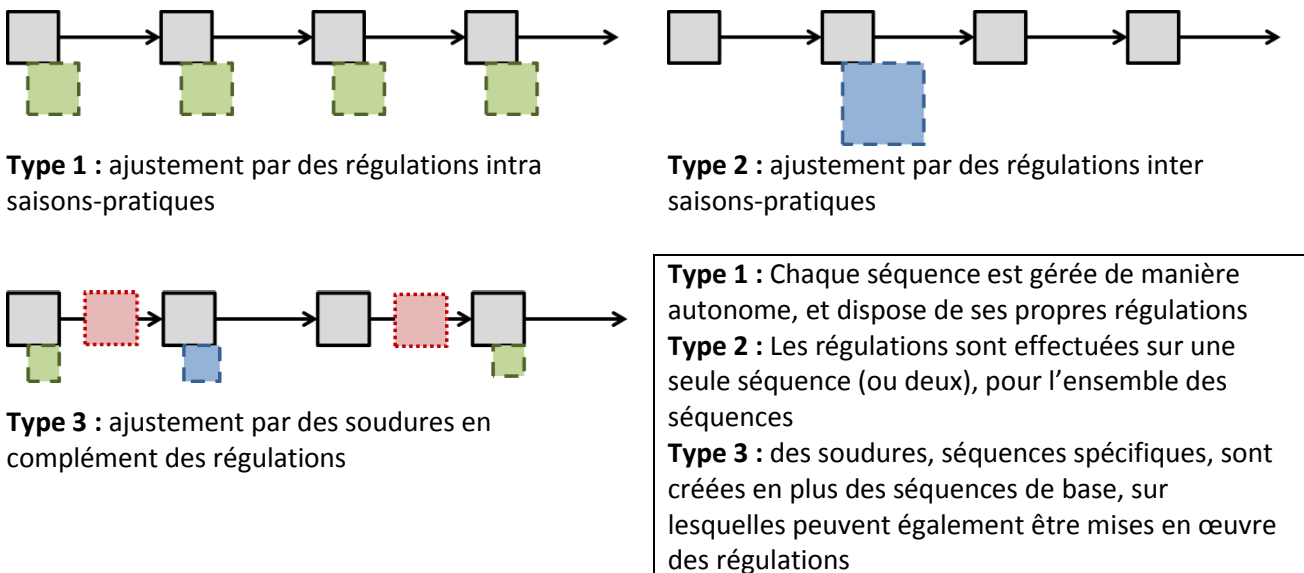 Type 1 : ajustement par des régulations intra
saisons-pratiques
Type 2 : ajustement par des régulations inter
saisons-pratiques
Type 3 : ajustement par des soudures en
complément des régulations
Type 1 : Chaque séquence est gérée de manière
autonome, et dispose de ses propres régulations
Type 2 : Les régulations sont effectuées sur une
seule séquence (ou deux), pour l’ensemble des
séquences
Type 3 : des soudures, séquences spécifiques, sont
créées en plus des séquences de base, sur
lesquelles peuvent également être mises en œuvre
des régulations